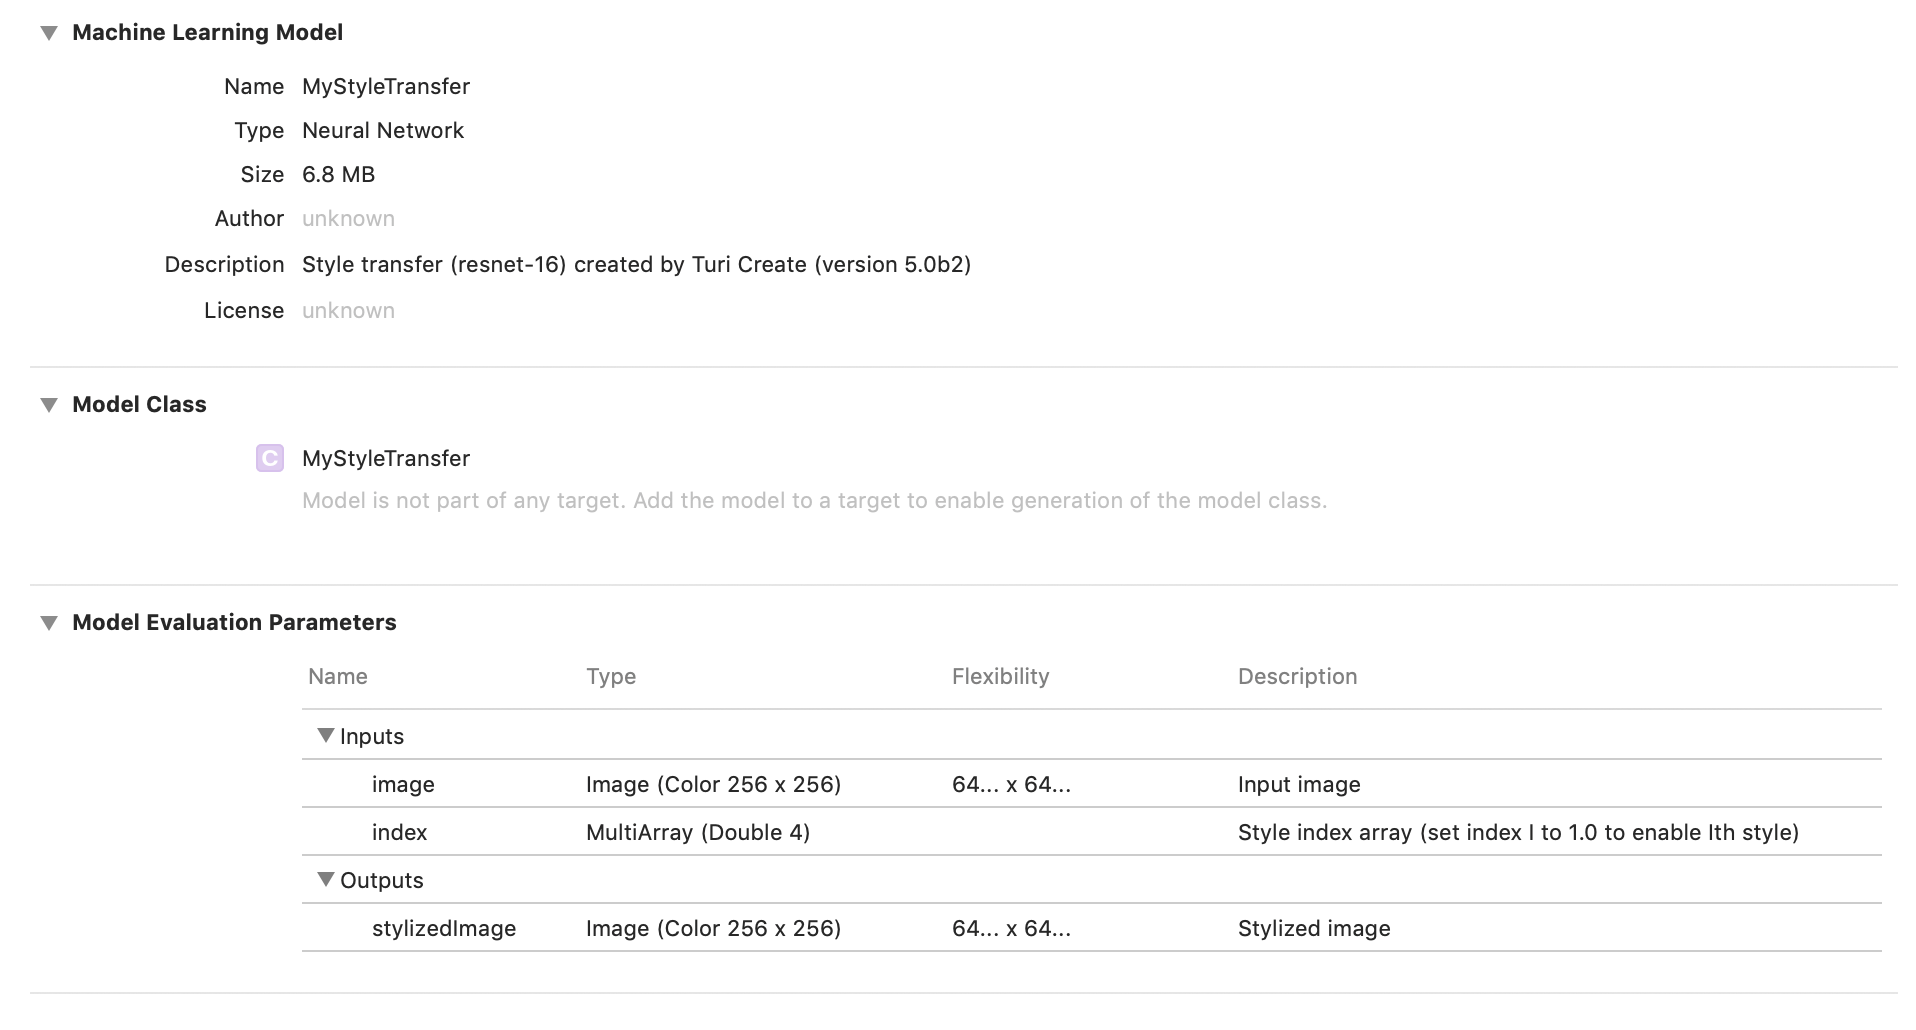 Machine Learning Model
Name MyStyleTransfer
Type Neural Network
Size 6.8 MB
Author unknown
Description Style transfer (resnet-16) created by Turi Create (version 5.0b2)
License unknown
Model Class
C MyStyleTransfer
Model is not part of any target. Add the model to a target to enable generation of the model class.
Model Evaluation Parameters
Name Type Flexibility Description
Inputs
image Image (Color 256 x 256) 64... x 64... Input image
index MultiArray (Double 4) Style index array (set index I to 1.0 to enable Ith style)
Outputs
stylizedImage Image (Color 256 x 256) 64... x 64... Stylized image